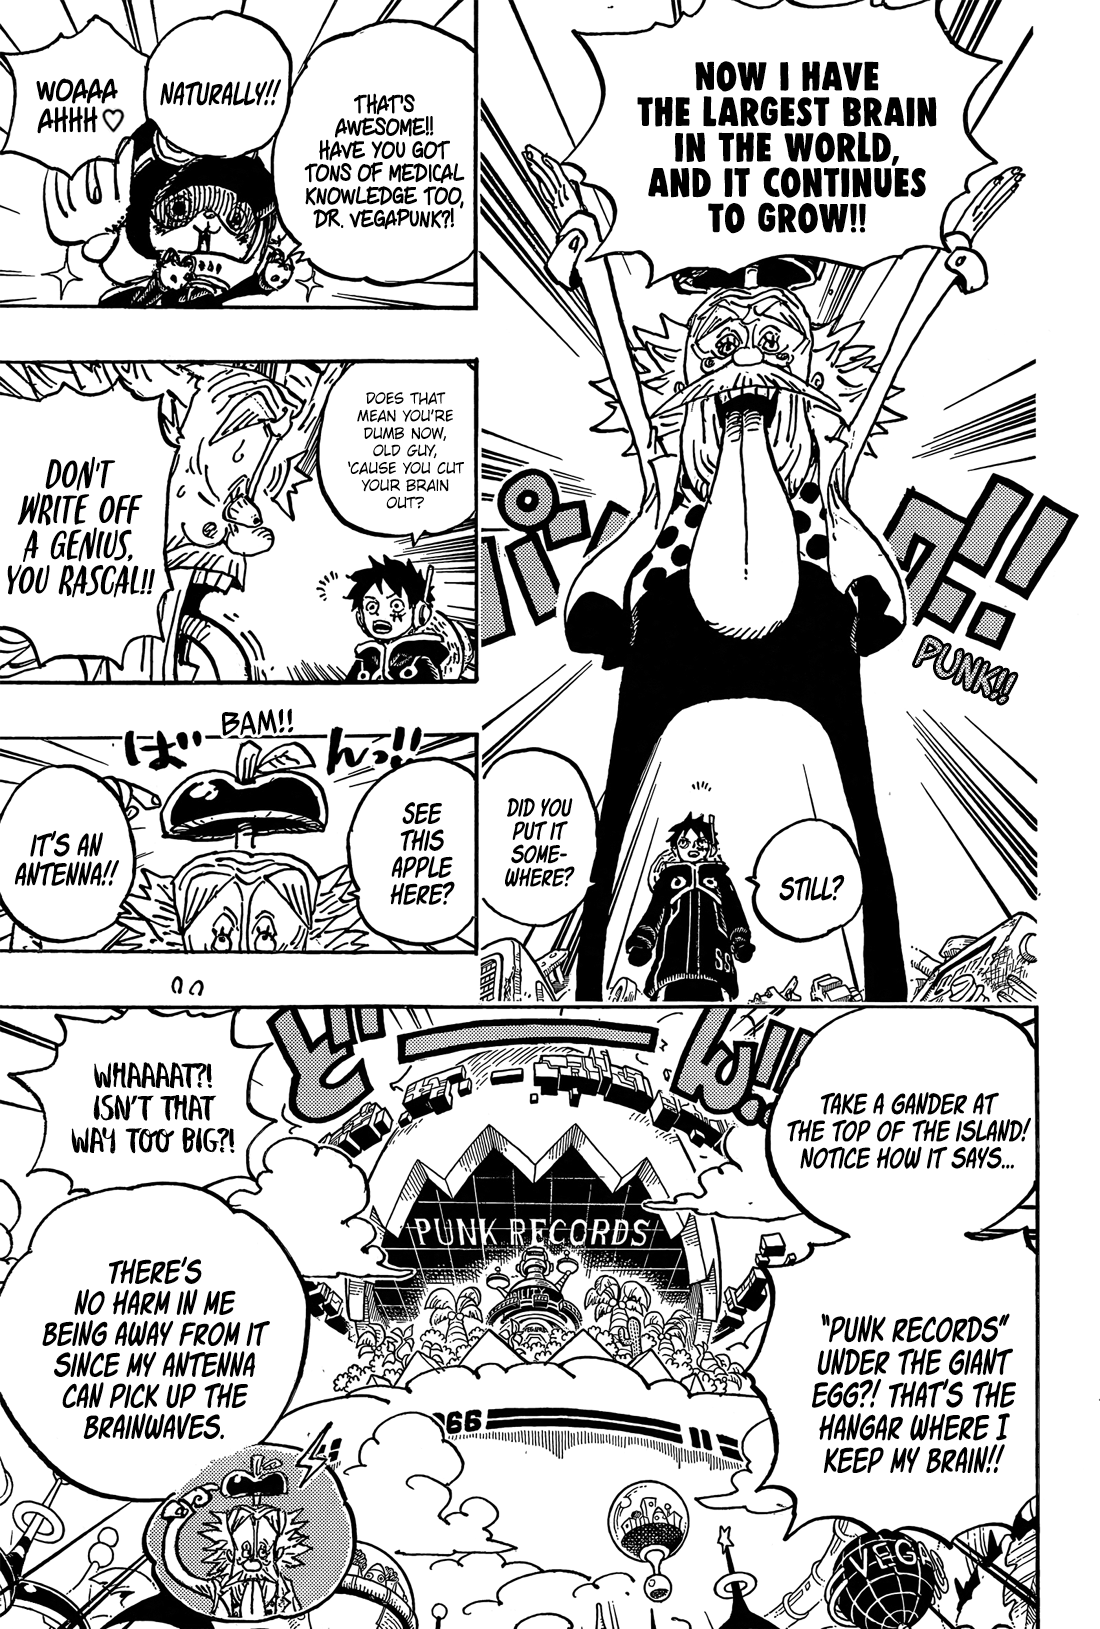 NOW I HAVE
THE LARGEST BRAIN
IN THE WORLD,
AND IT CONTINUES
TO GROW!!
PUNK!!
STILL?
DID YOU
PUT IT
SOME-
WHERE?
THAT'S
AWESOME!!
HAVE YOU GOT
TONS OF MEDICAL
KNOWLEDGE TOO,
DR. VEGAPUNK?!
NATURALLY!!
WOAAA
AHHH♡
DOES THAT
MEAN YOU'RE
DUMB NOW,
OLD GUY,
'CAUSE YOU CUT
YOUR BRAIN
OUT?
DON'T
WRITE OFF
A GENIUS,
YOU RASCAL!!
BAM!!
ばんっ!!
SEE
THIS
APPLE
HERE?
IT'S AN
ANTENNA!!
TAKE A GANDER AT
THE TOP OF THE ISLAND!
NOTICE HOW IT SAYS...
"PUNK RECORDS"
UNDER THE GIANT
EGG?! THAT'S THE
HANGAR WHERE I
KEEP MY BRAIN!!
ど ーん!!
PUNK RECORDS
66
VEGA
WHAAAAT?!
ISN'T THAT
WAY TOO BIG?!
THERE'S
NO HARM IN ME
BEING AWAY FROM IT
SINCE MY ANTENNA
CAN PICK UP THE
BRAINWAVES.